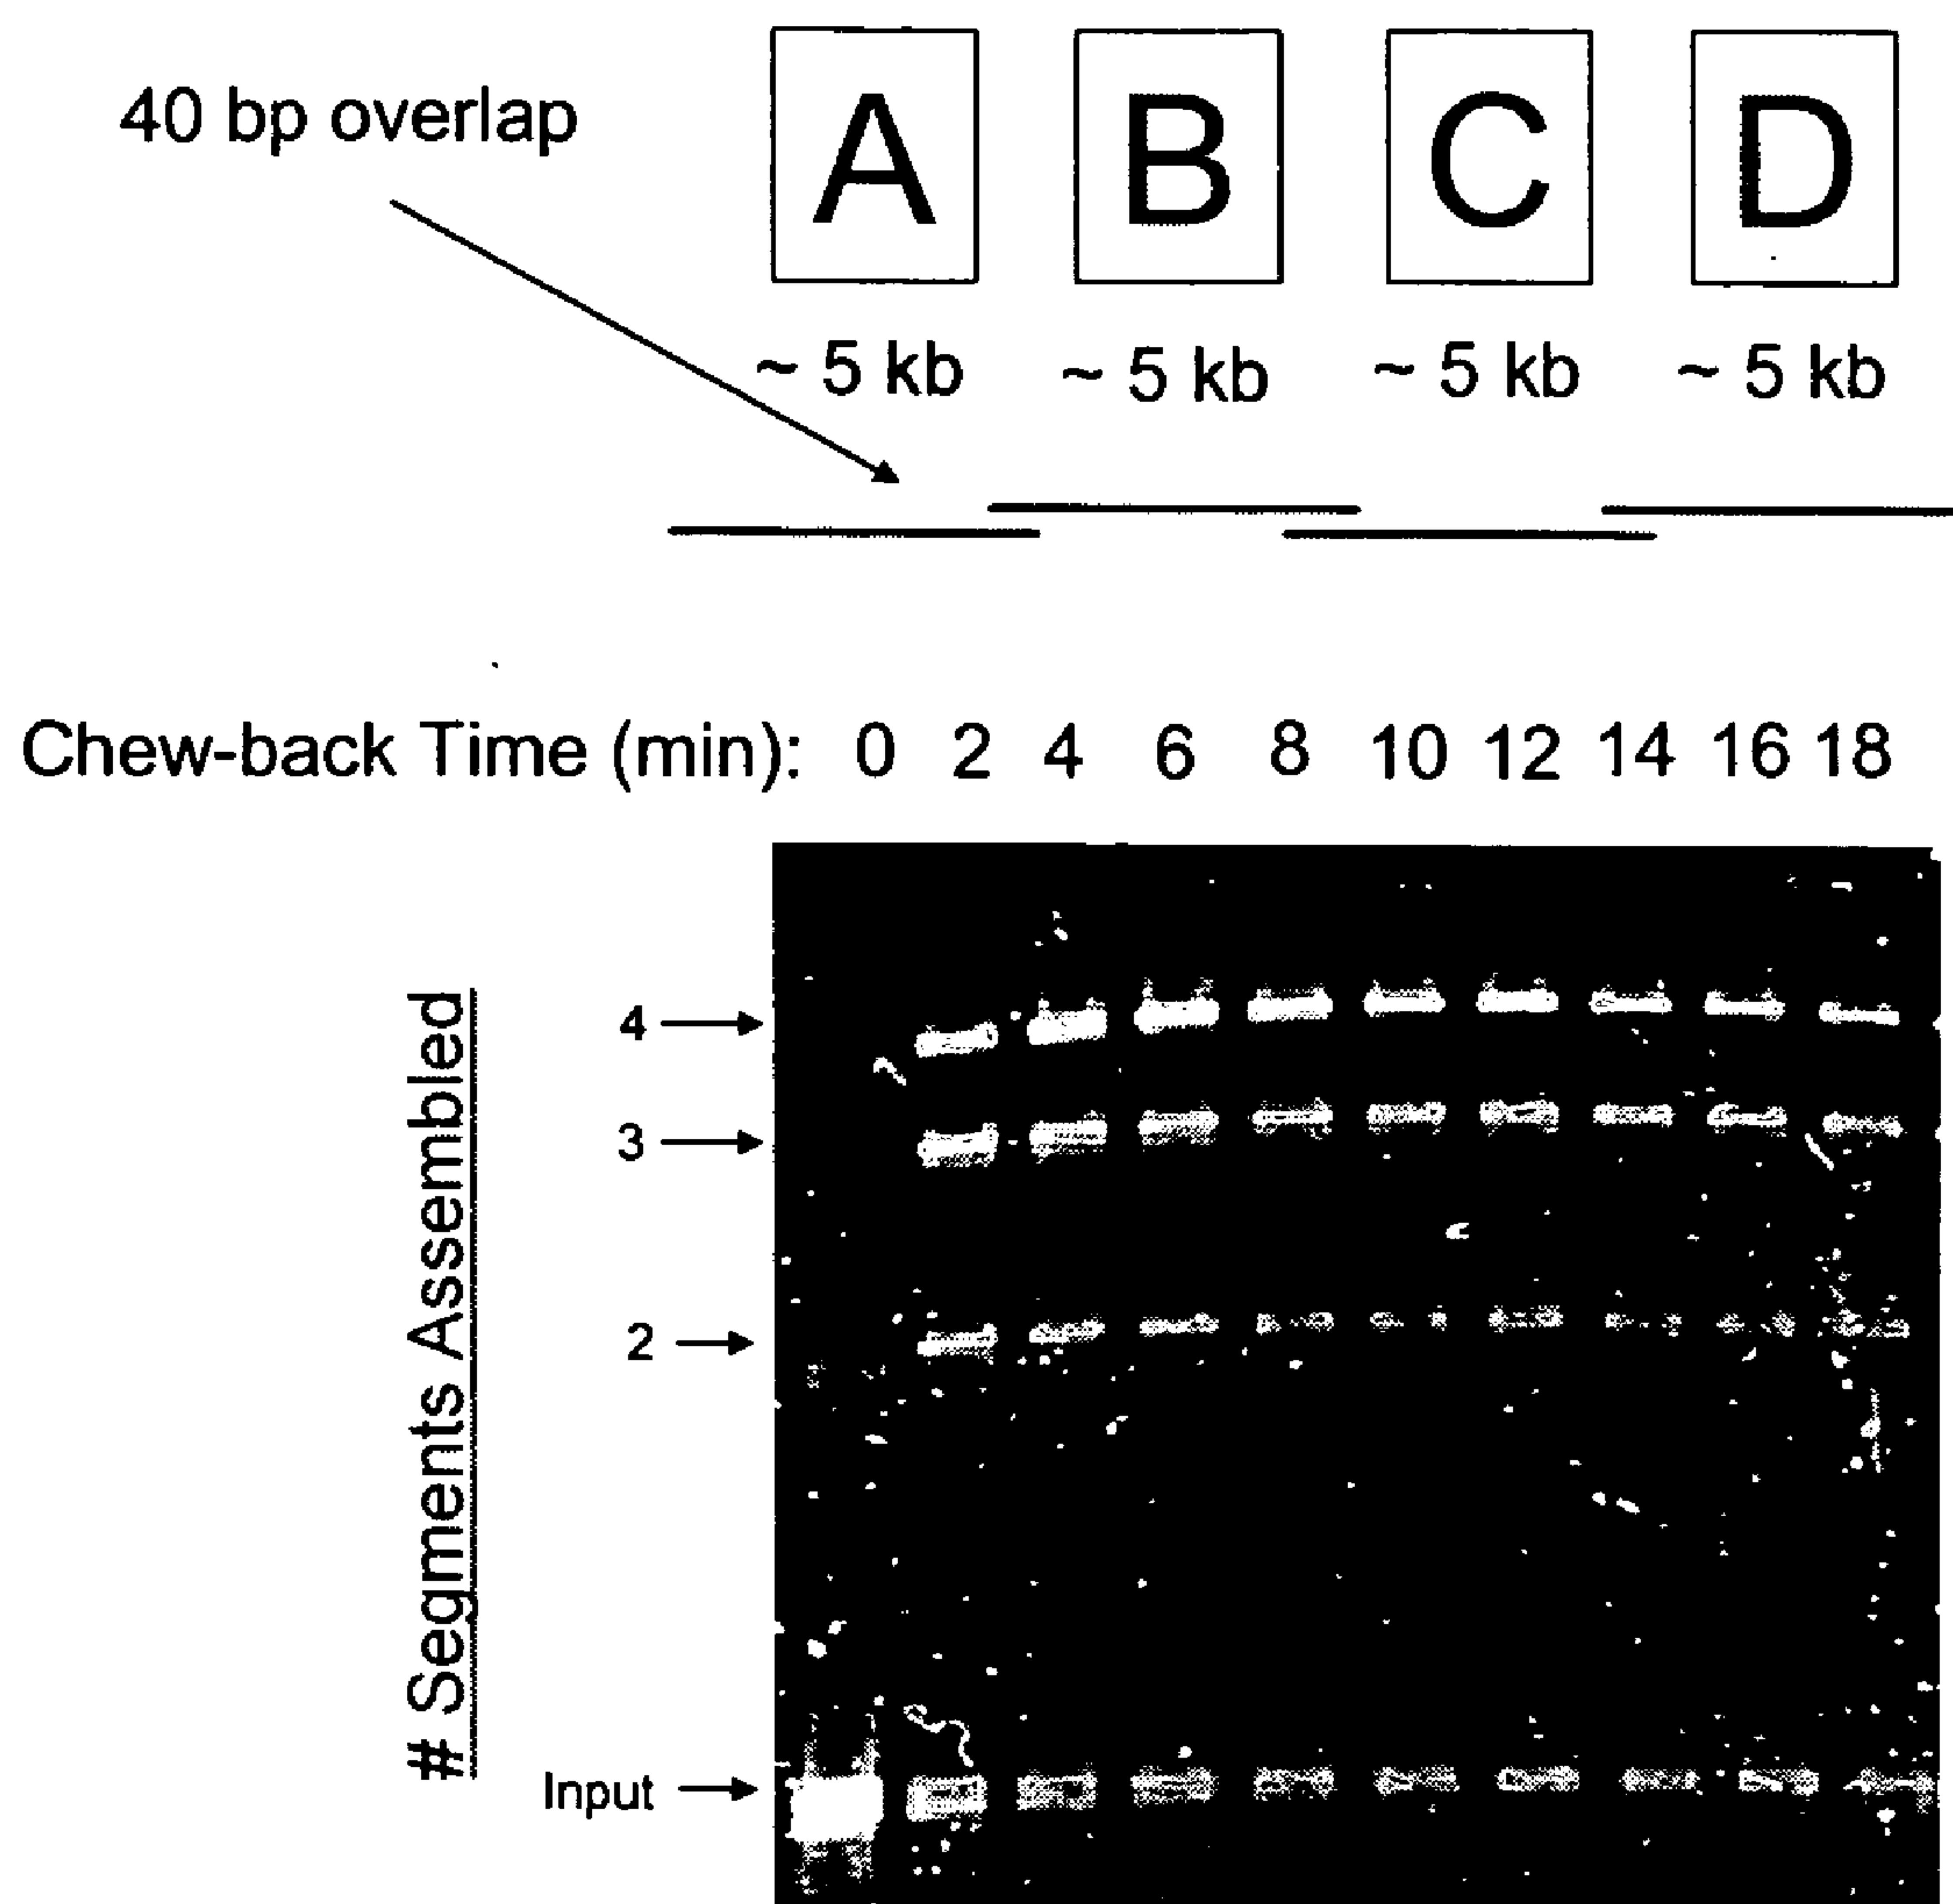 A B C D
40 bp overlap
~ 5 kb ~ 5 kb ~ 5 kb ~ 5 kb
Chew-back Time (min): 0 2 4 6 8 10 12 14 16 18
# Segments Assembled
4
3
2
Input